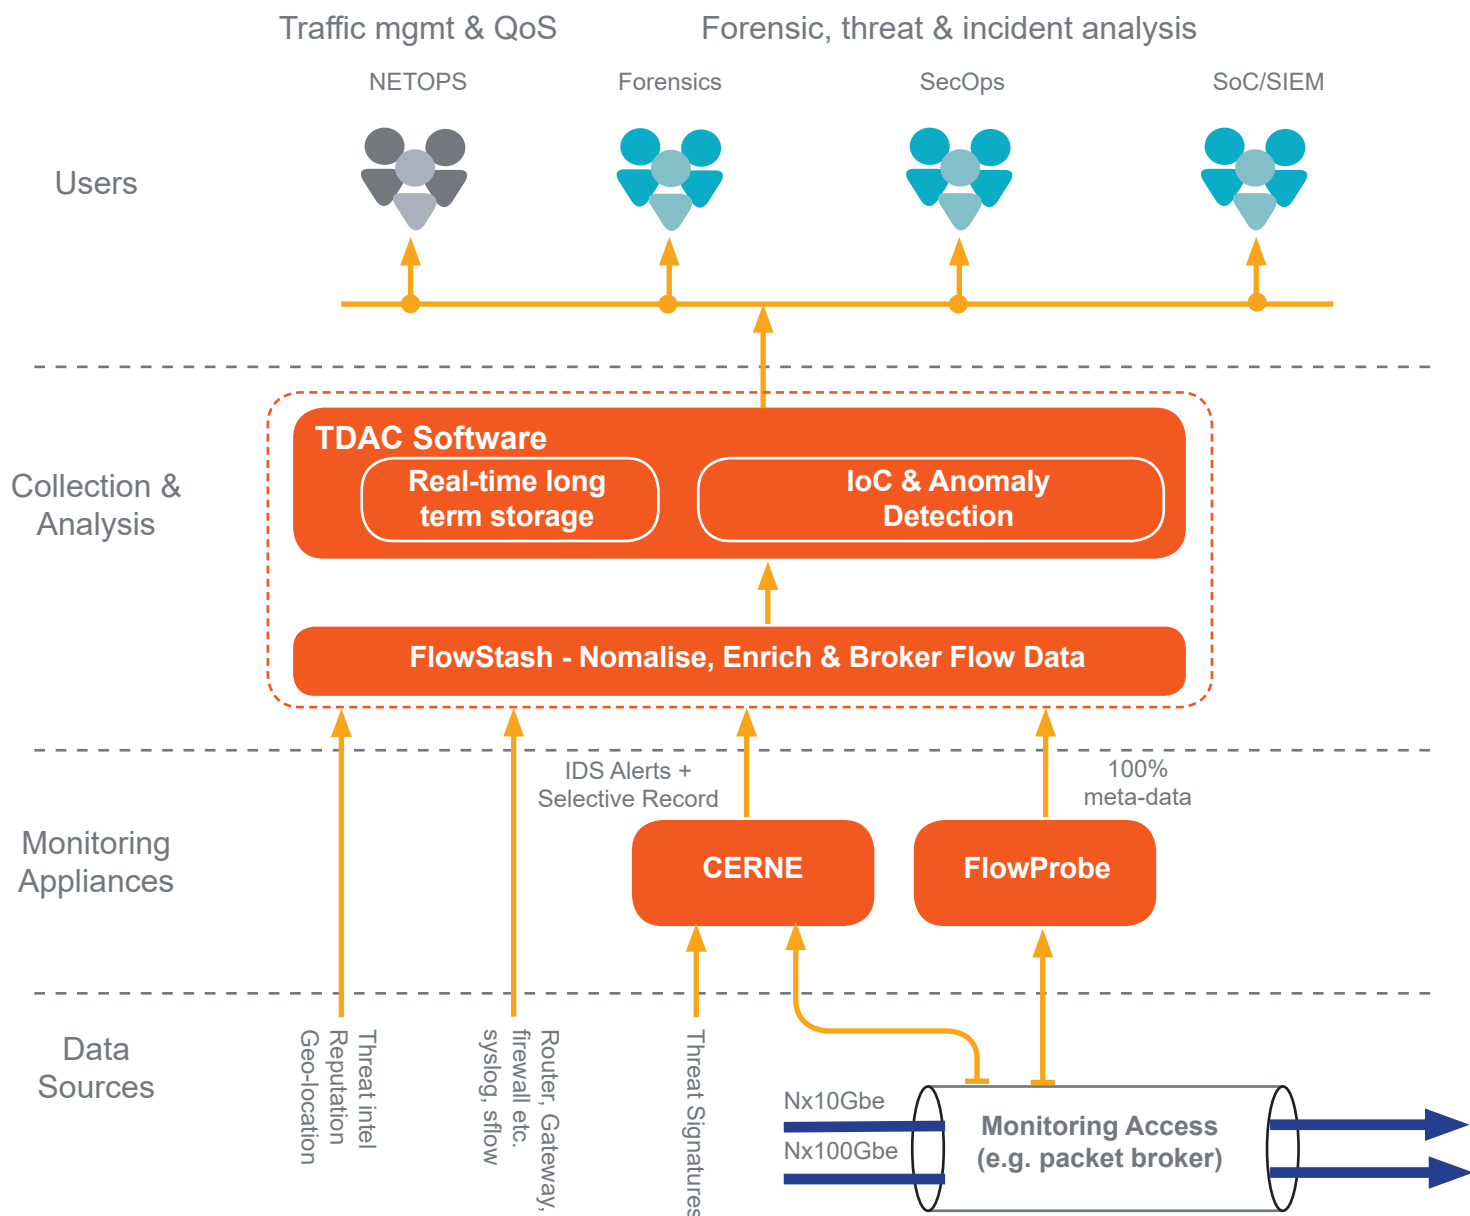 Traffic mgmt & QoS
Forensic, threat & incident analysis
NETOPS
Forensics
SecOps
SoC/SIEM
Users
Collection &
Analysis
TDAC Software
Real-time long
term storage
IoC & Anomaly
Detection
FlowStash - Nomalise, Enrich & Broker Flow Data
Monitoring
Appliances
IDS Alerts +
Selective Record
100%
meta-data
CERNE
FlowProbe
Data
Sources
Threat intel
Reputation
Geo-location
Router, Gateway,
firewall etc.
syslog, sflow
Threat Signatures
Nx10Gbe
Nx100Gbe
Monitoring Access
(e.g. packet broker)